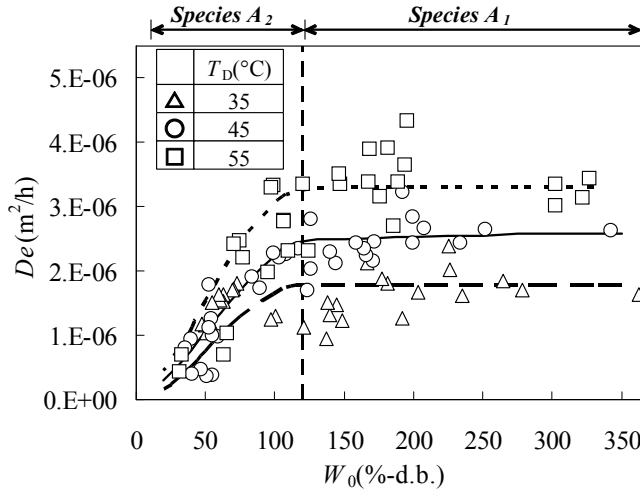 Species A2 Species A1
5.E-06
4.E-06
3.E-06
2.E-06
1.E-06
0.E+00
De (m²/h)
TD(°C)
35
45
55
0 50 100 150 200 250 300 350
W0(%-d.b.)